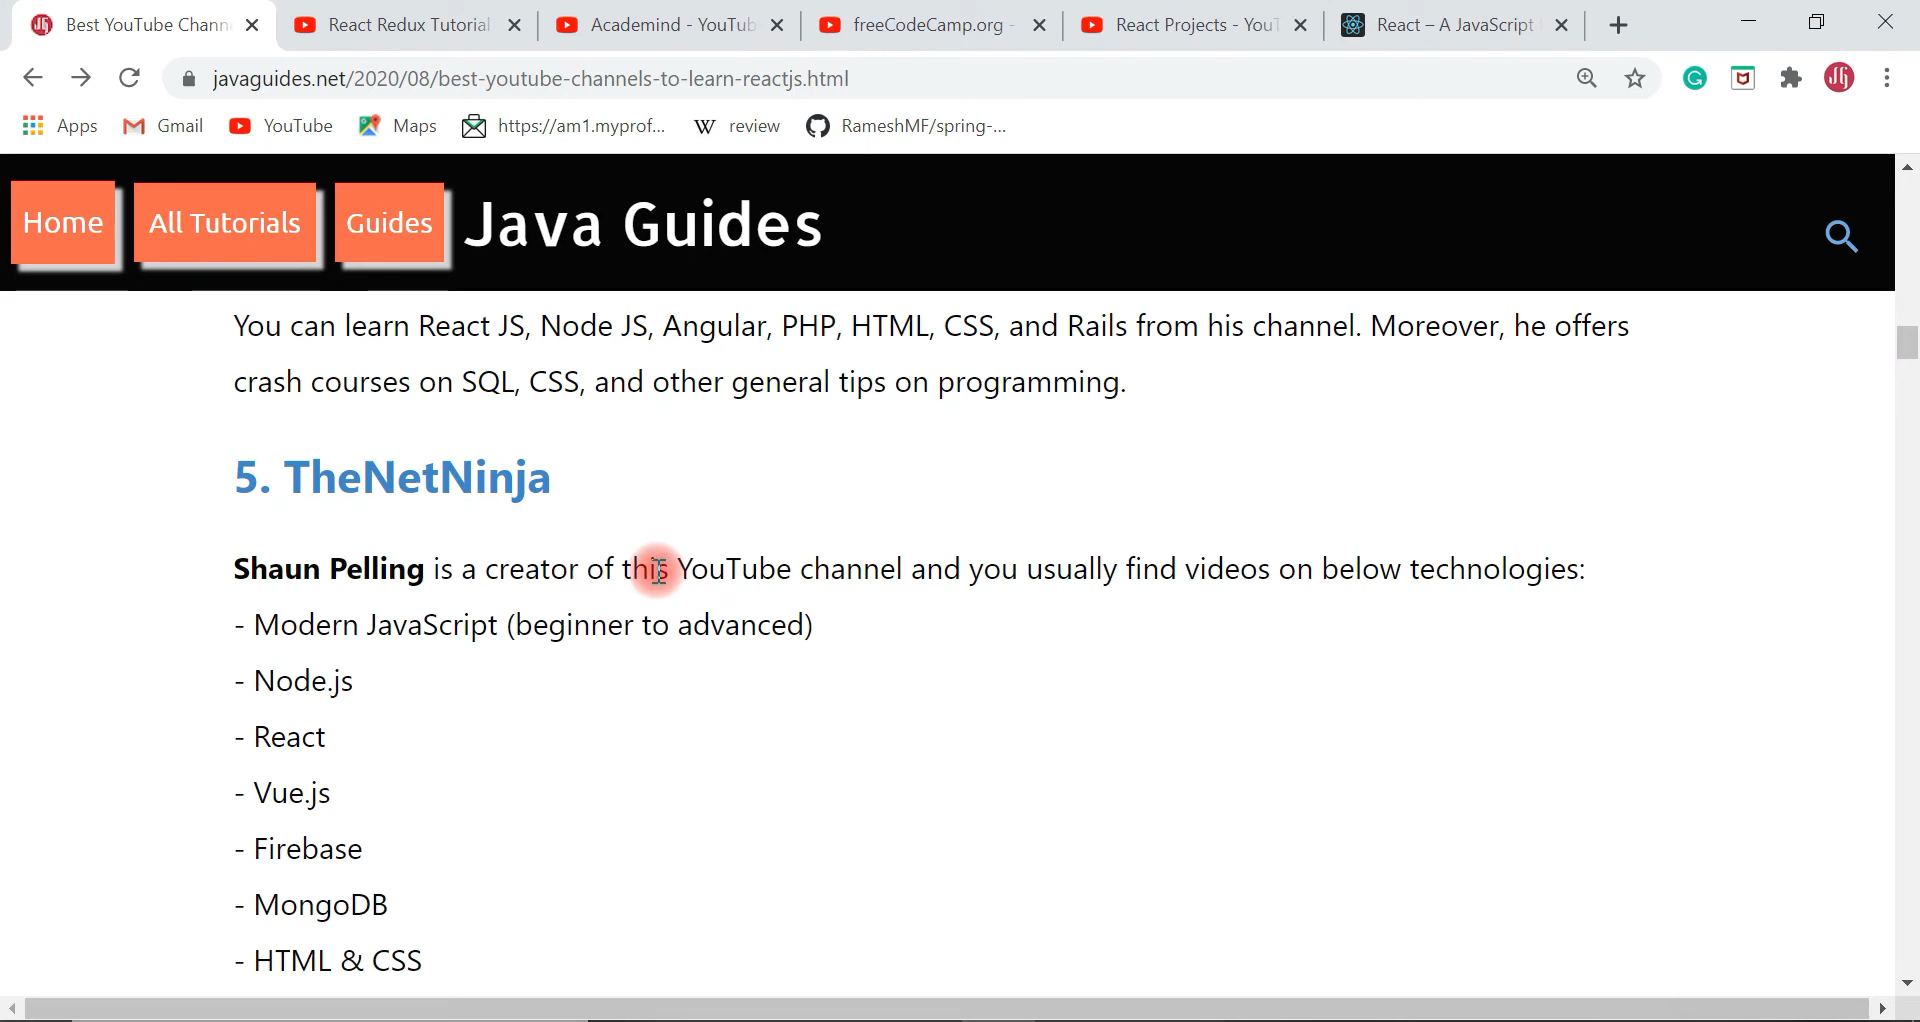 Best YouTube Chann
React Redux Tutorial
Academind - YouTub
freeCodeCamp.org -
React Projects - YouT
React – A JavaScript
javaguides.net/2020/08/best-youtube-channels-to-learn-reactjs.html
Apps
Gmail
YouTube
Maps
https://am1.myprof...
W review
RameshMF/spring-...
Home
All Tutorials
Guides
Java Guides
You can learn React JS, Node JS, Angular, PHP, HTML, CSS, and Rails from his channel. Moreover, he offers
crash courses on SQL, CSS, and other general tips on programming.
5. TheNetNinja
Shaun Pelling is a creator of this YouTube channel and you usually find videos on below technologies:
- Modern JavaScript (beginner to advanced)
- Node.js
- React
- Vue.js
- Firebase
- MongoDB
- HTML & CSS